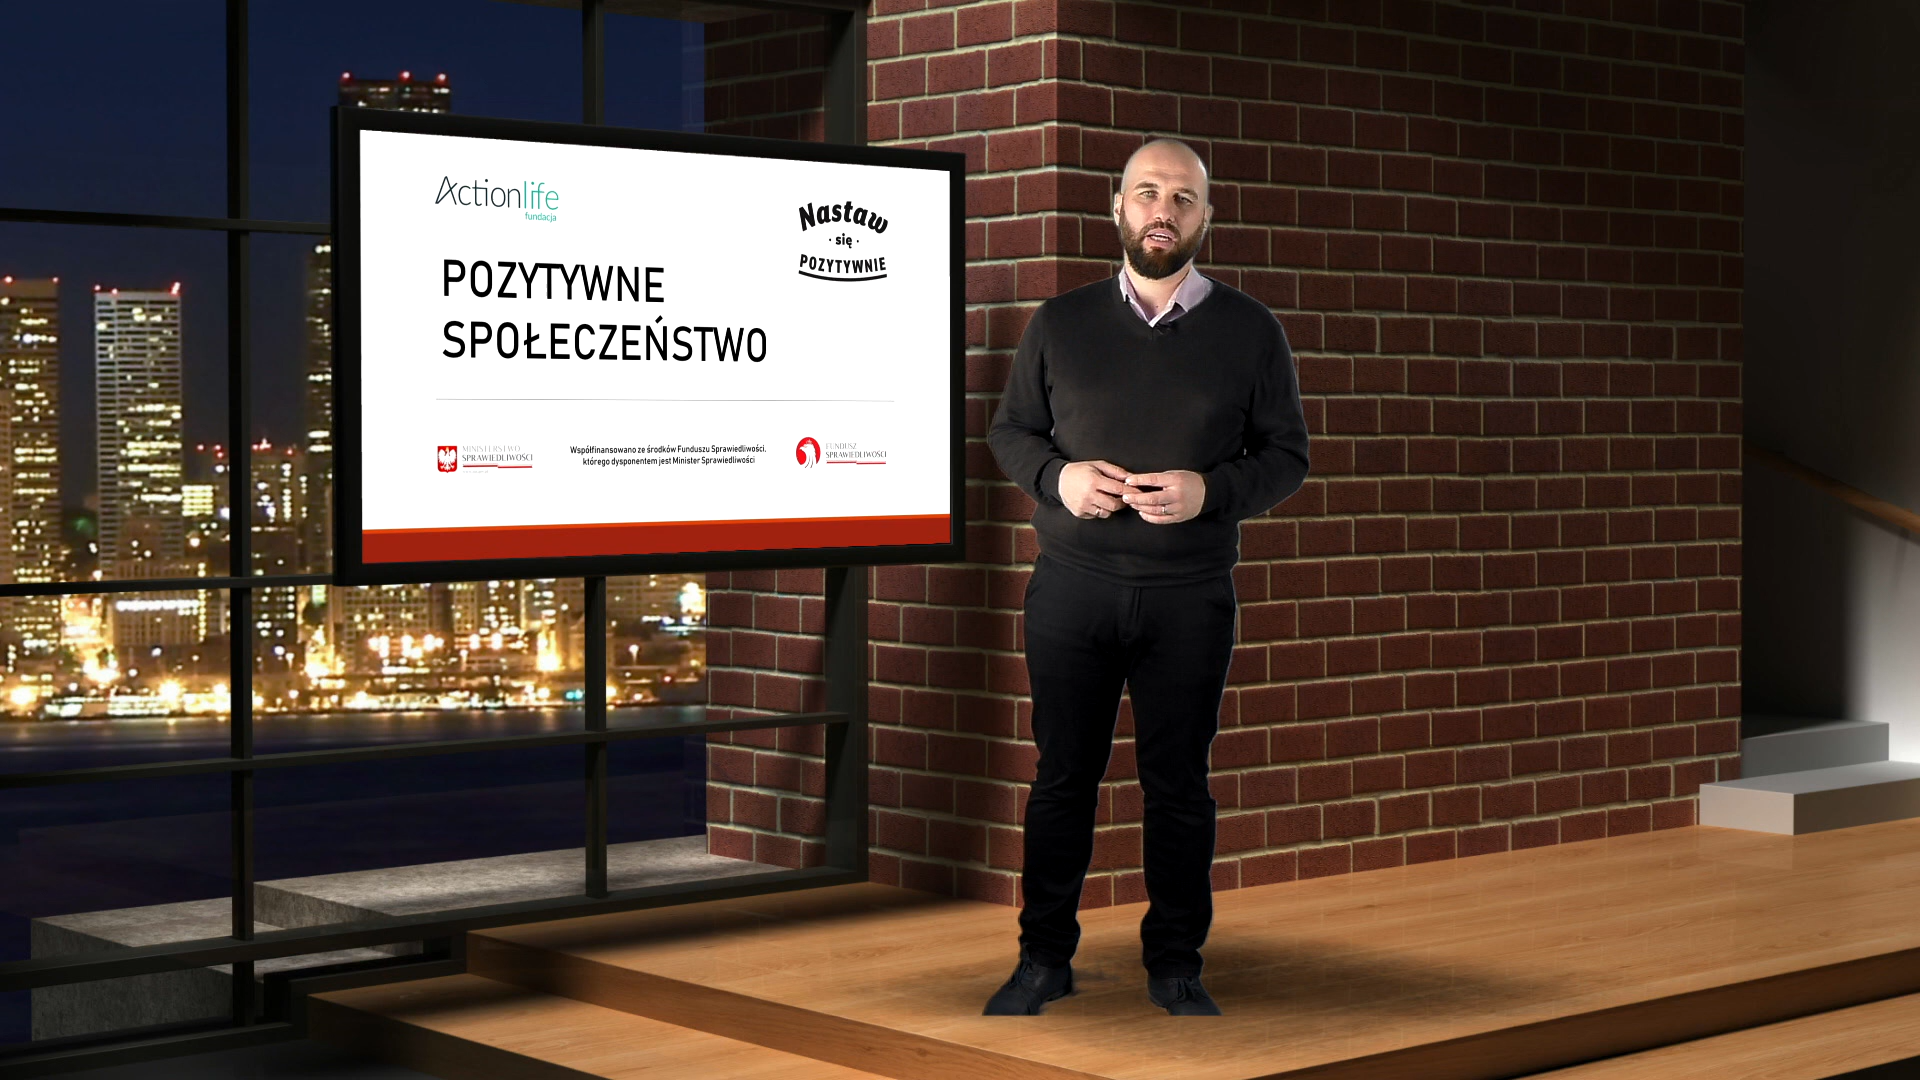 Actionlife
fundacja
Nastaw
· się ·
POZYTYWNIE
POZYTYWNE
SPOŁECZEŃSTWO
MINISTERSTWO
SPRAWIEDLIWOŚCI
Współfinansowano ze środków Funduszu Sprawiedliwości,
którego dysponentem jest Minister Sprawiedliwości
FUNDUSZ
SPRAWIEDLIWOŚCI